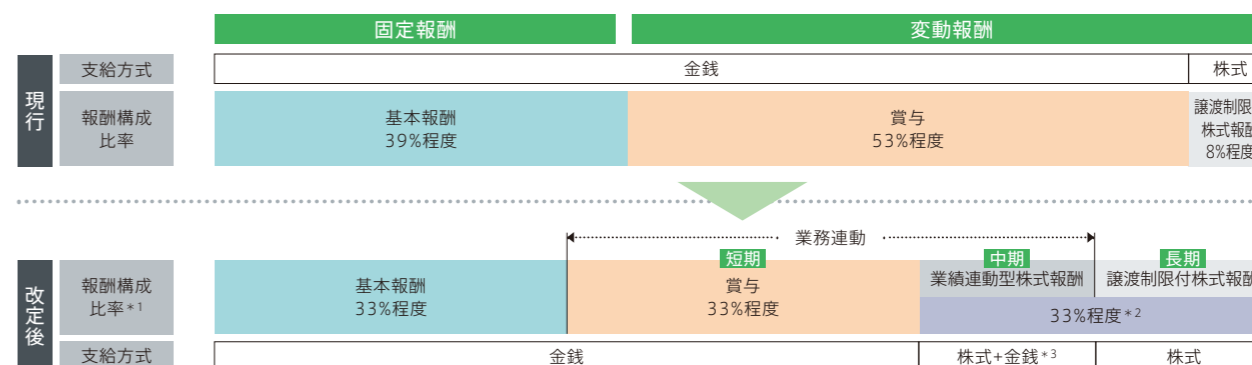 固定報酬
変動報酬
現行
支給方式
金銭
株式
報酬構成
比率
基本報酬
39%程度
賞与
53%程度
譲渡制限
株式報酬
8%程度
業務連動
改定後
報酬構成
比率*1
基本報酬
33%程度
短期
賞与
33%程度
中期
業績連動型株式報酬
長期
譲渡制限付株式報酬
33%程度*2
支給方式
金銭
株式+金銭*3
株式